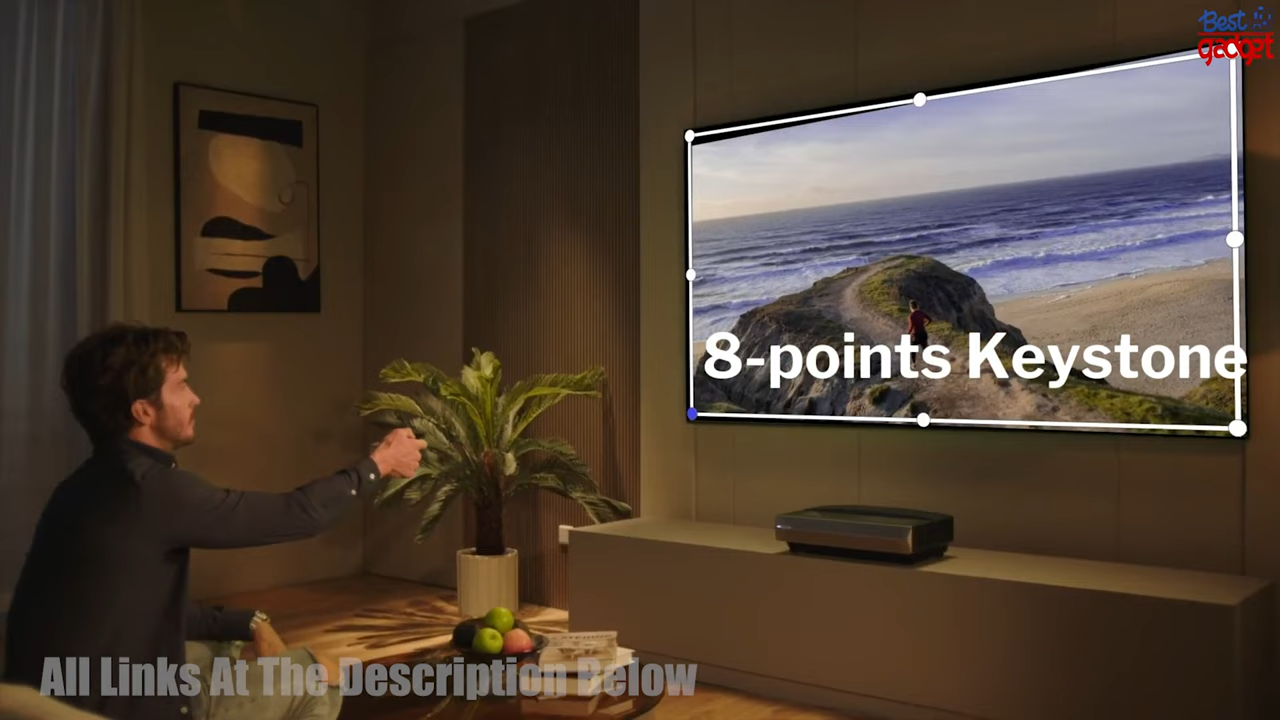 Best
gadget
8-points Keystone
All Links At The Description Below